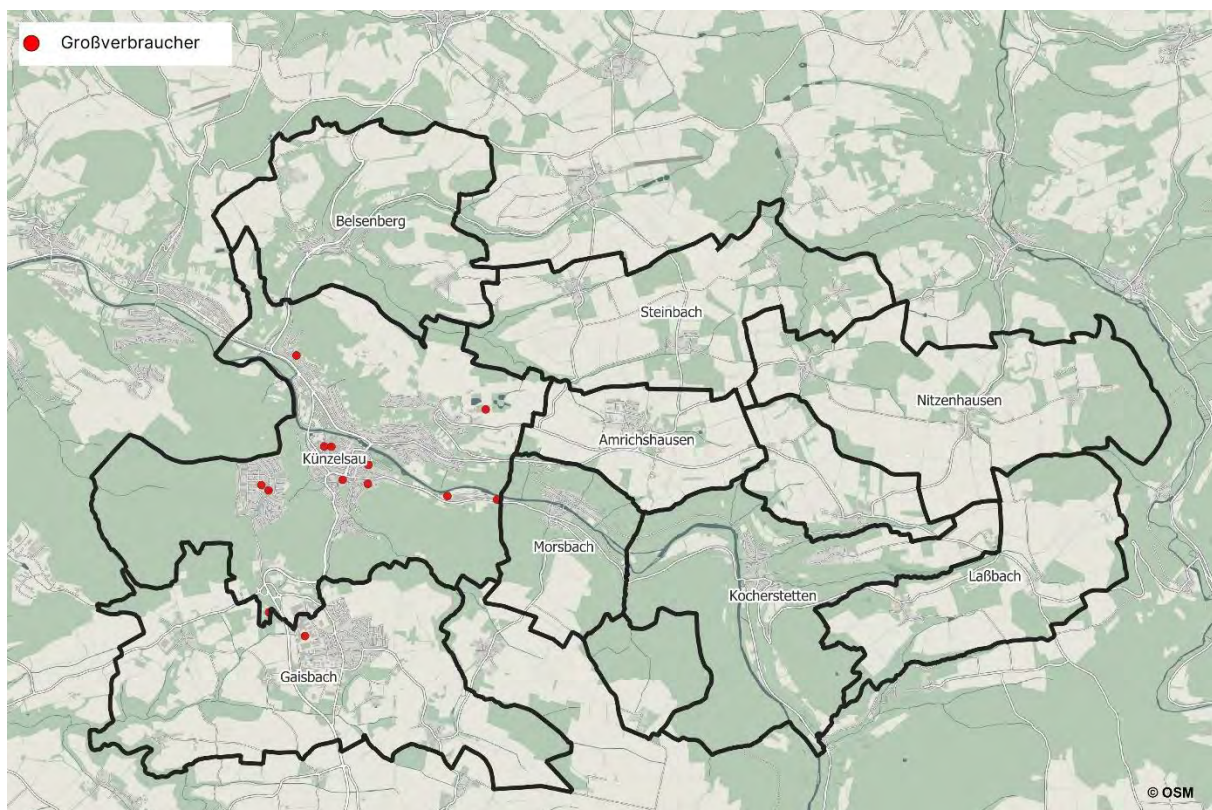 Großverbraucher
Belsenberg
Steinbach
Nitzenhausen
Amrichshausen
Künzelsau
Morsbach
Laßbach
Kocherstetten
Gaisbach
© OSM